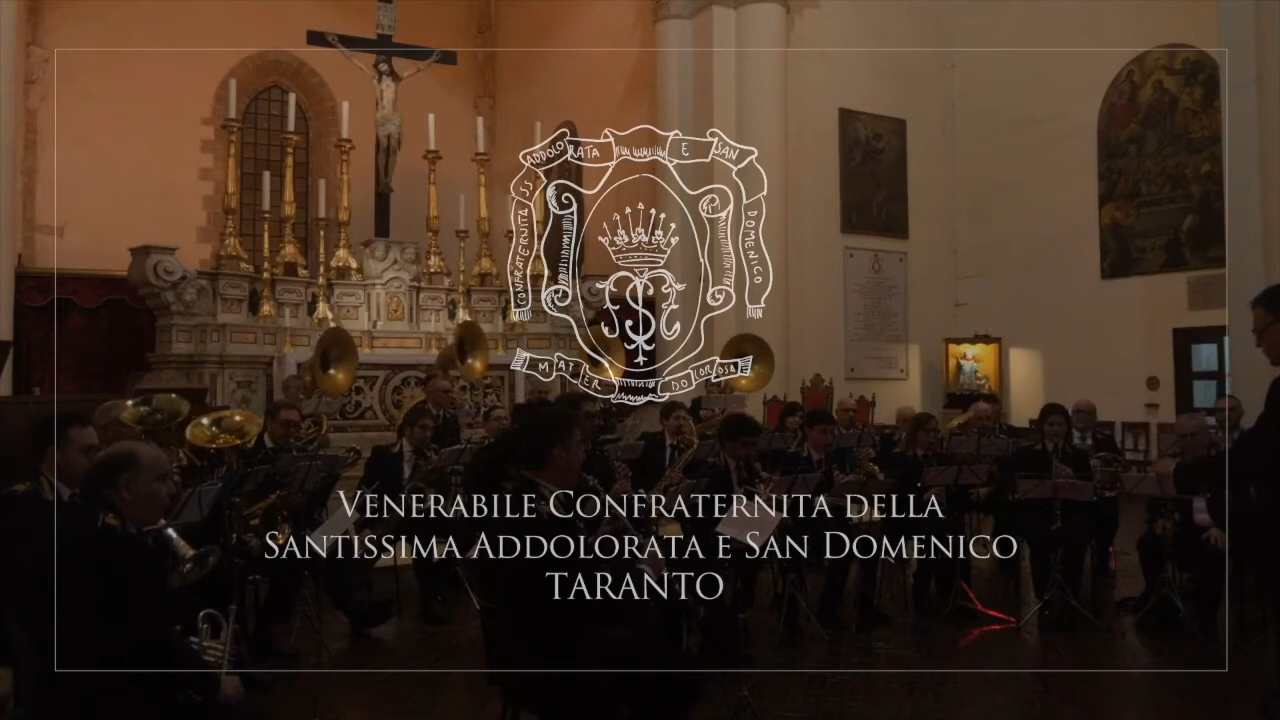 CONFRATERNITA SS ADDOLORATA E SAN DOMENICO
MATER DOLOROSA
VENERABILE CONFRATERNITA DELLA
SANTISSIMA ADDOLORATA E SAN DOMENICO
TARANTO